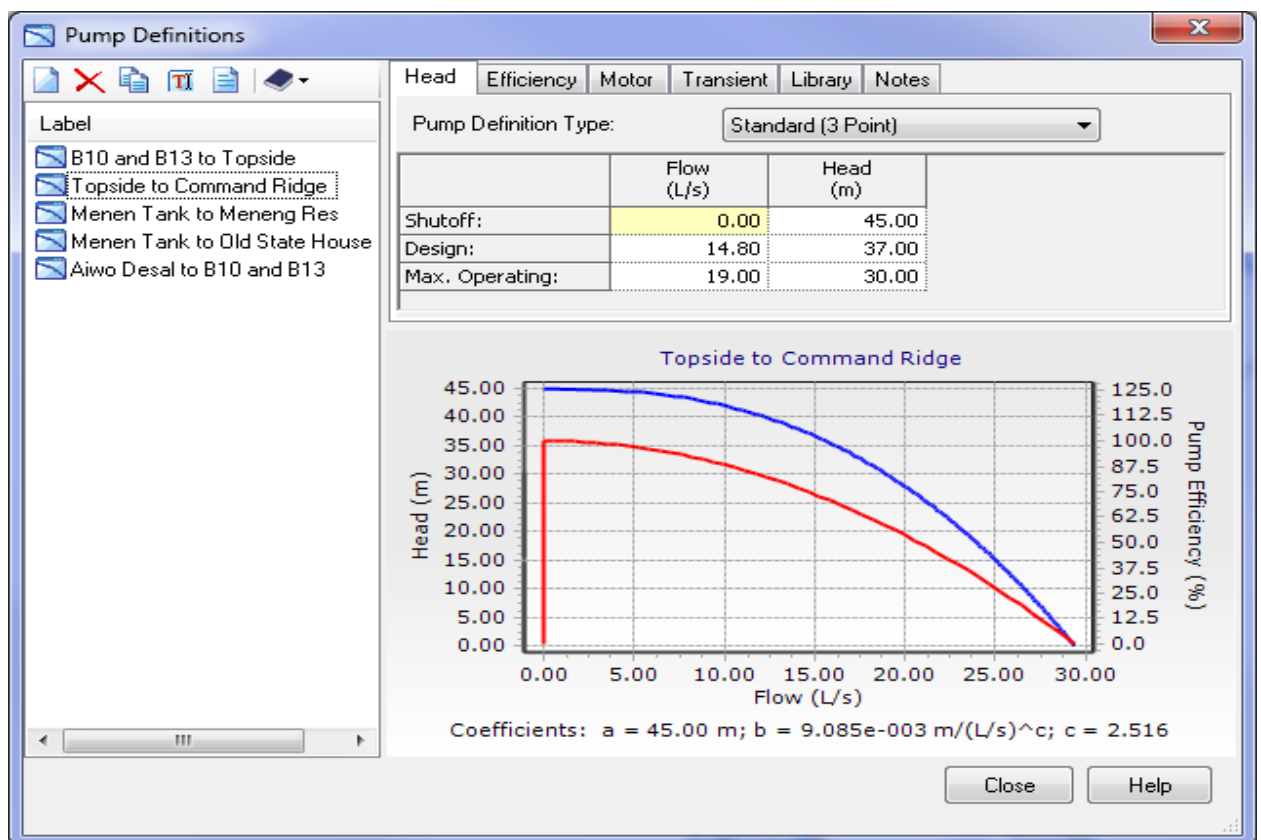 Pump Definitions
Head Efficiency Motor Transient Library Notes
Label
B10 and B13 to Topside
Topside to Command Ridge
Menen Tank to Meneng Res
Menen Tank to Old State House
Aiwo Desal to B10 and B13
Pump Definition Type: Standard (3 Point)
Flow (L/s) Head (m)
Shutoff: 0.00 45.00
Design: 14.80 37.00
Max. Operating: 19.00 30.00
Topside to Command Ridge
Head (m)
45.00
40.00
35.00
30.00
25.00
20.00
15.00
10.00
5.00
0.00
125.0
112.5
100.0
87.5
75.0
62.5
50.0
37.5
25.0
12.5
0.0
Pump Efficiency (%)
0.00 5.00 10.00 15.00 20.00 25.00 30.00
Flow (L/s)
Coefficients: a = 45.00 m; b = 9.085e-003 m/(L/s)^c; c = 2.516
Close Help